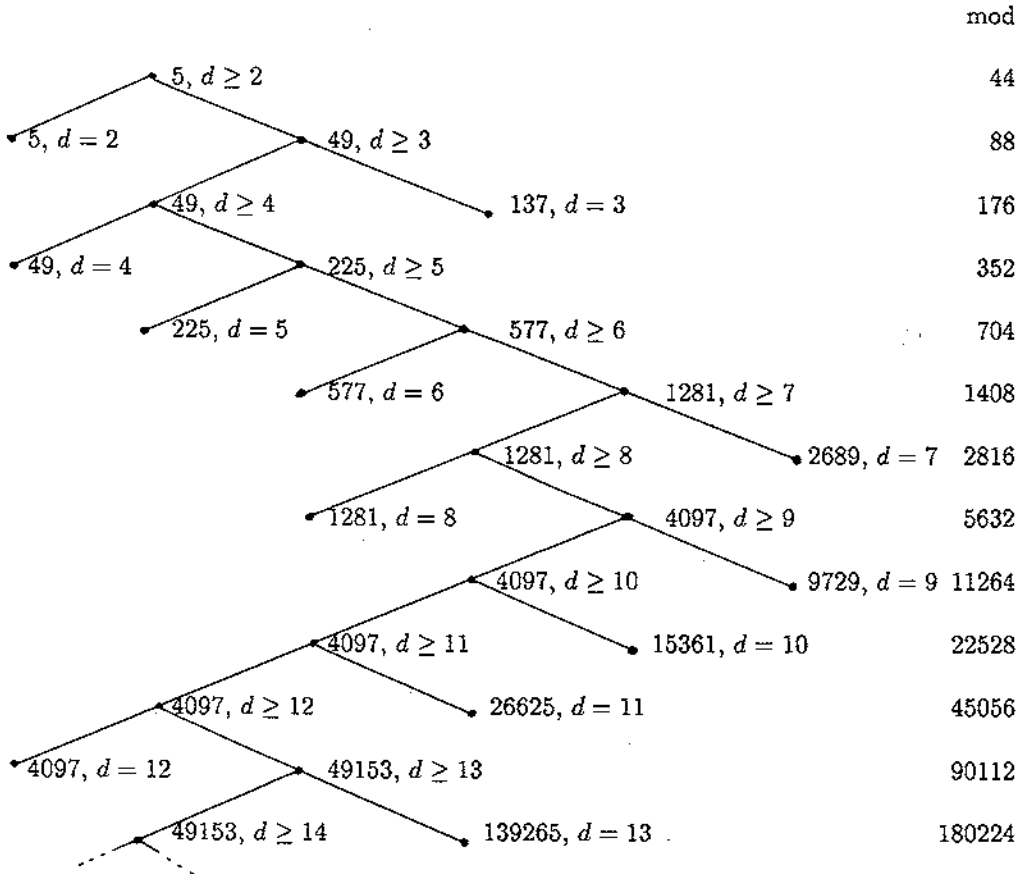 mod
5, d ≥ 2 44
5, d = 2 49, d ≥ 3 88
49, d ≥ 4 137, d = 3 176
49, d = 4 225, d ≥ 5 352
225, d = 5 577, d ≥ 6 704
577, d = 6 1281, d ≥ 7 1408
1281, d ≥ 8 2689, d = 7 2816
1281, d = 8 4097, d ≥ 9 5632
4097, d ≥ 10 9729, d = 9 11264
4097, d ≥ 11 15361, d = 10 22528
4097, d ≥ 12 26625, d = 11 45056
4097, d = 12 49153, d ≥ 13 90112
49153, d ≥ 14 139265, d = 13 180224